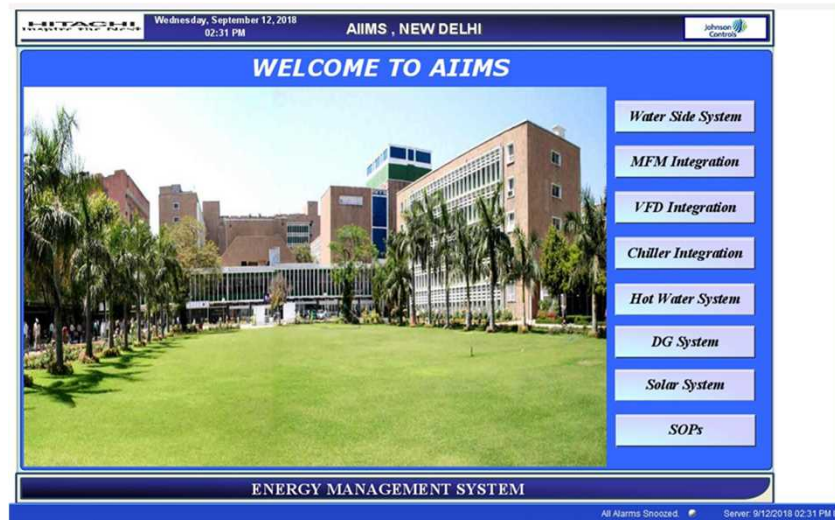 HITACHI
Inspire the Next
Wednesday, September 12, 2018
02:31 PM
AIIMS , NEW DELHI
Johnson
Controls
WELCOME TO AIIMS
Water Side System
MFM Integration
VFD Integration
Chiller Integration
Hot Water System
DG System
Solar System
SOPs
ENERGY MANAGEMENT SYSTEM
All Alarms Snoozed.
Server: 9/12/2018 02:31 PM